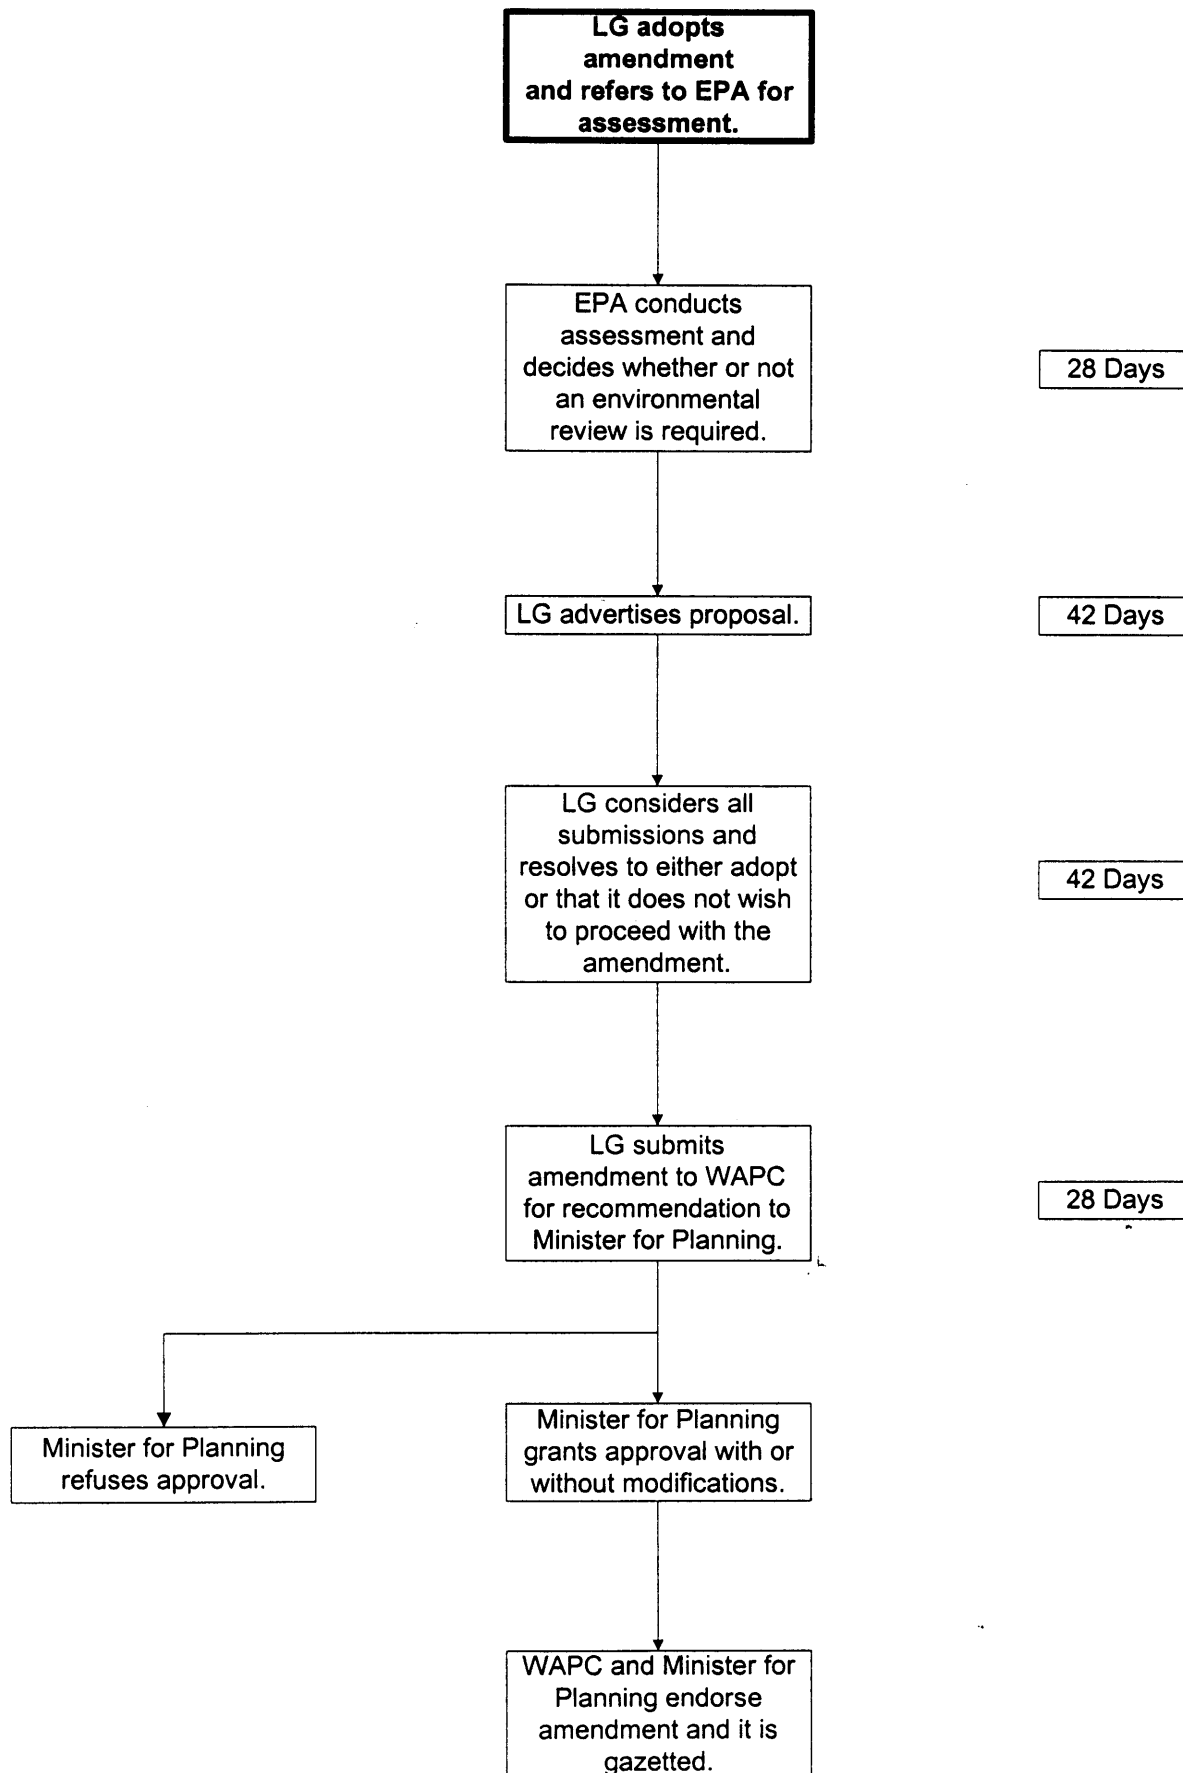 LG adopts
amendment
and refers to EPA for
assessment.
EPA conducts
assessment and
decides whether or not
an environmental
review is required.
28 Days
LG advertises proposal.
42 Days
LG considers all
submissions and
resolves to either adopt
or that it does not wish
to proceed with the
amendment.
42 Days
LG submits
amendment to WAPC
for recommendation to
Minister for Planning.
28 Days
Minister for Planning
refuses approval.
Minister for Planning
grants approval with or
without modifications.
WAPC and Minister for
Planning endorse
amendment and it is
gazetted.